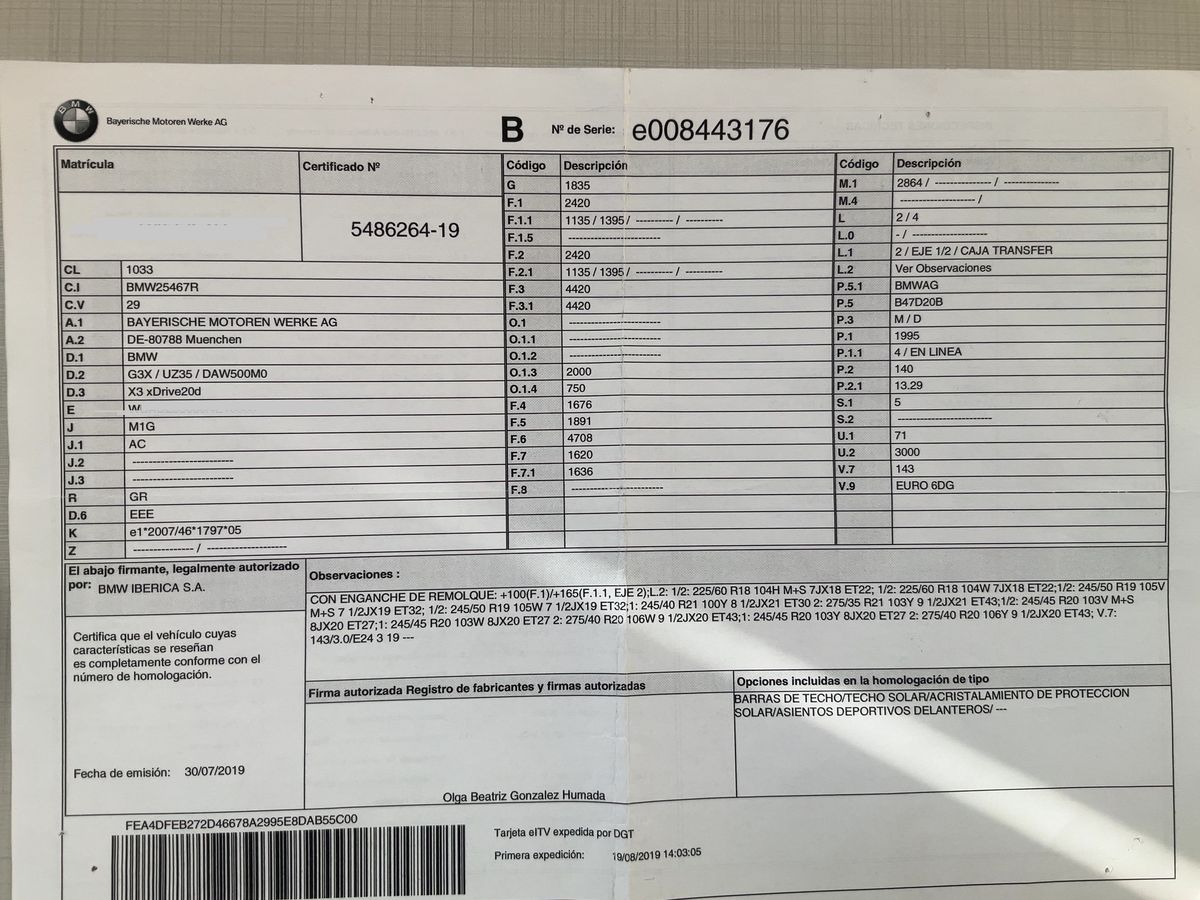 BMW
Bayerische Motoren Werke AG
B Nº de Serie: e008443176
Matrícula
Certificado Nº
5486264-19
CL 1033
C.I BMW25467R
C.V 29
A.1 BAYERISCHE MOTOREN WERKE AG
A.2 DE-80788 Muenchen
D.1 BMW
D.2 G3X / UZ35 / DAW500M0
D.3 X3 xDrive20d
E
J M1G
J.1 AC
J.2 -----------------------
J.3 -----------------------
R GR
D.6 EEE
K e1*2007/46*1797*05
Z -------------- / ------------------
Código Descripción
G 1835
F.1 2420
F.1.1 1135 / 1395 / ---------- / ----------
F.1.5 -----------------------
F.2 2420
F.2.1 1135 / 1395 / ---------- / ----------
F.3 4420
F.3.1 4420
O.1 -----------------------
O.1.1 -----------------------
O.1.2 -----------------------
O.1.3 2000
O.1.4 750
F.4 1676
F.5 1891
F.6 4708
F.7 1620
F.7.1 1636
F.8 -----------------------
Código Descripción
M.1 2864 / -------------- / --------------
M.4 ------------------ /
L 2 / 4
L.0 - / ------------------
L.1 2 / EJE 1/2 / CAJA TRANSFER
L.2 Ver Observaciones
P.5.1 BMWAG
P.5 B47D20B
P.3 M / D
P.1 1995
P.1.1 4 / EN LINEA
P.2 140
P.2.1 13.29
S.1 5
S.2 -----------------------
U.1 71
U.2 3000
V.7 143
V.9 EURO 6DG
El abajo firmante, legalmente autorizado
por: BMW IBERICA S.A.
Certifica que el vehículo cuyas
características se reseñan
es completamente conforme con el
número de homologación.
Fecha de emisión: 30/07/2019
Observaciones :
CON ENGANCHE DE REMOLQUE: +100(F.1)/+165(F.1.1, EJE 2);L.2: 1/2: 225/60 R18 104H M+S 7JX18 ET22; 1/2: 225/60 R18 104W 7JX18 ET22;1/2: 245/50 R19 105V
M+S 7 1/2JX19 ET32; 1/2: 245/50 R19 105W 7 1/2JX19 ET32;1: 245/40 R21 100Y 8 1/2JX21 ET30 2: 275/35 R21 103Y 9 1/2JX21 ET43;1/2: 245/45 R20 103V M+S
8JX20 ET27;1: 245/45 R20 103W 8JX20 ET27 2: 275/40 R20 106W 9 1/2JX20 ET43;1: 245/45 R20 103Y 8JX20 ET27 2: 275/40 R20 106Y 9 1/2JX20 ET43; V.7:
143/3.0/E24 3 19 ---
Firma autorizada Registro de fabricantes y firmas autorizadas
Olga Beatriz Gonzalez Humada
Opciones incluidas en la homologación de tipo
BARRAS DE TECHO/TECHO SOLAR/ACRISTALAMIENTO DE PROTECCION
SOLAR/ASIENTOS DEPORTIVOS DELANTEROS/ ---
FEA4DFEB272D46678A2995E8DAB55C00
Tarjeta eITV expedida por DGT
Primera expedición: 19/08/2019 14:03:05